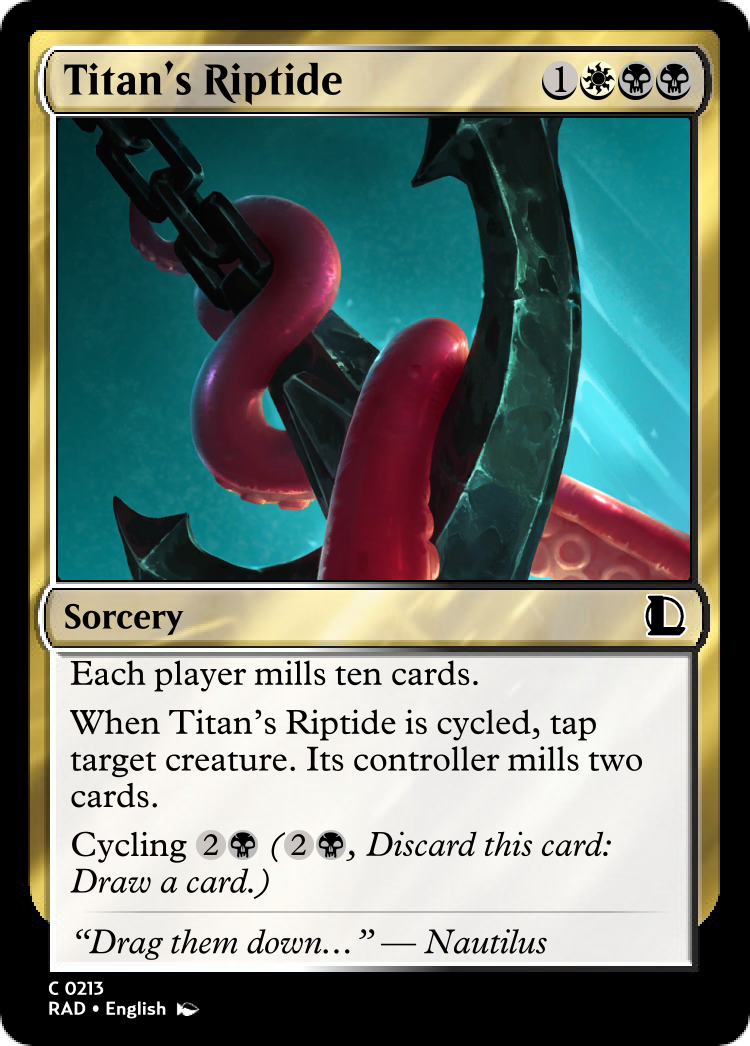 Titan's Riptide 1
Sorcery
Each player mills ten cards.
When Titan's Riptide is cycled, tap
target creature. Its controller mills two
cards.
Cycling 2 (2, Discard this card:
Draw a card.)
“Drag them down…” — Nautilus
C 0213
RAD • English